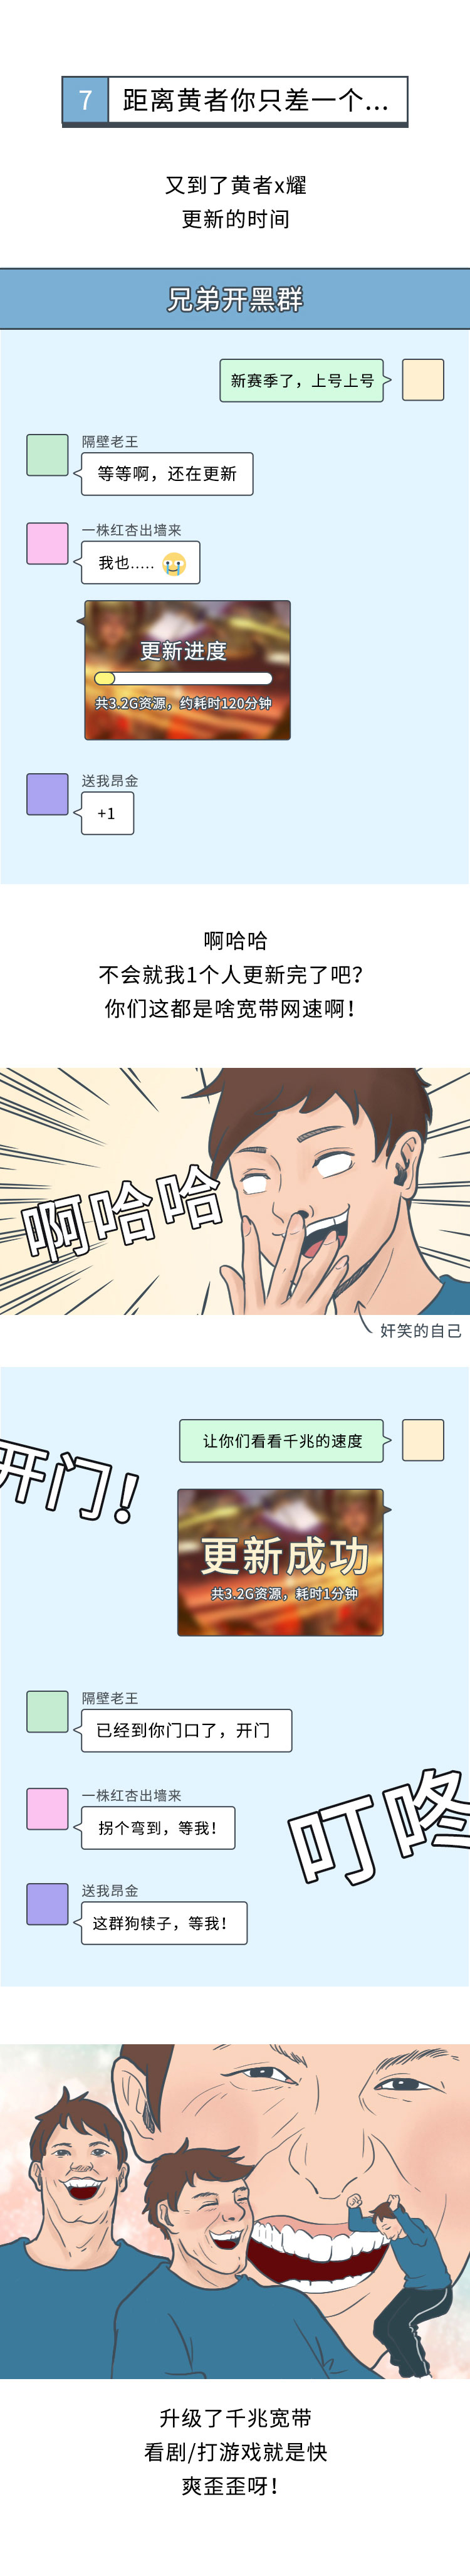 7
距离黄者你只差一个...
又到了黄者x耀
更新的时间
兄弟开黑群
新赛季了，上号上号
隔壁老王
等等啊，还在更新
一株红杏出墙来
我也.....
更新进度
共3.2G资源，约耗时120分钟
送我昂金
+1
啊哈哈
不会就我1个人更新完了吧？
你们这都是啥宽带网速啊！
啊哈哈
奸笑的自己
让你们看看千兆的速度
开门！
更新成功
共3.2G资源，耗时1分钟
隔壁老王
已经到你门口了，开门
一株红杏出墙来
拐个弯到，等我！
叮咚
送我昂金
这群狗犊子，等我！
升级了千兆宽带
看剧/打游戏就是快
爽歪歪呀！